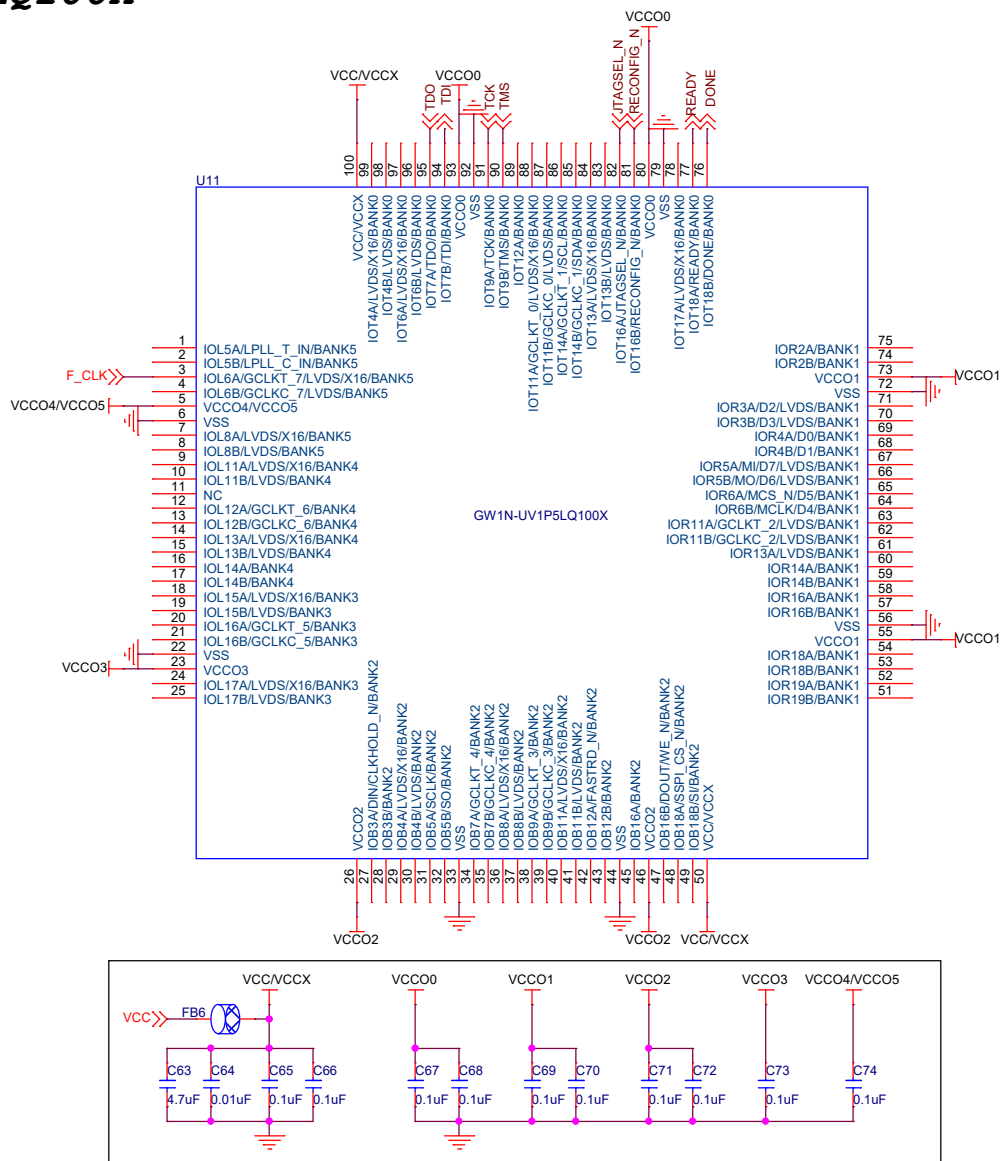 VCCO0
VCC/VCCX
VCCO0
TDO
TDI
TCK
TMS
JTAGSEL_N
RECONFIG_N
READY
DONE
100
99
98
97
96
95
94
93
92
91
90
89
88
87
86
85
84
83
82
81
80
79
78
77
76
U11
VCC/VCCX
IOT4A/LVDS/X16/BANK0
IOT4B/LVDS/BANK0
IOT6A/LVDS/X16/BANK0
IOT6B/LVDS/BANK0
IOT7A/TDO/BANK0
IOT7B/TDI/BANK0
VCCO0
VSS
IOT9A/TCK/BANK0
IOT9B/TMS/BANK0
IOT12A/BANK0
IOT11A/GCLKT_0/LVDS/X16/BANK0
IOT11B/GCLKC_0/LVDS/BANK0
IOT14A/GCLKT_1/SCL/BANK0
IOT14B/GCLKC_1/SDA/BANK0
IOT13A/LVDS/X16/BANK0
IOT13B/LVDS/BANK0
IOT16A/JTAGSEL_N/BANK0
IOT16B/RECONFIG_N/BANK0
VCCO0
VSS
IOT17A/LVDS/X16/BANK0
IOT18A/READY/BANK0
IOT18B/DONE/BANK0
1 IOL5A/LPLL_T_IN/BANK5
2 IOL5B/LPLL_C_IN/BANK5
F_CLK 3 IOL6A/GCLKT_7/LVDS/X16/BANK5
4 IOL6B/GCLKC_7/LVDS/BANK5
VCCO4/VCCO5 5 VCCO4/VCCO5
6 VSS
7 IOL8A/LVDS/X16/BANK5
8 IOL8B/LVDS/BANK5
9 IOL11A/LVDS/X16/BANK4
10 IOL11B/LVDS/BANK4
11 NC
12 IOL12A/GCLKT_6/BANK4
13 IOL12B/GCLKC_6/BANK4
14 IOL13A/LVDS/X16/BANK4
15 IOL13B/LVDS/BANK4
16 IOL14A/BANK4
17 IOL14B/BANK4
18 IOL15A/LVDS/X16/BANK3
19 IOL15B/LVDS/BANK3
20 IOL16A/GCLKT_5/BANK3
21 IOL16B/GCLKC_5/BANK3
22 VSS
VCCO3 23 VCCO3
24 IOL17A/LVDS/X16/BANK3
25 IOL17B/LVDS/BANK3
GW1N-UV1P5LQ100X
IOR2A/BANK1 75
IOR2B/BANK1 74
VCCO1 73 VCCO1
VSS 72
IOR3A/D2/LVDS/BANK1 71
IOR3B/D3/LVDS/BANK1 70
IOR4A/D0/BANK1 69
IOR4B/D1/BANK1 68
IOR5A/MI/D7/LVDS/BANK1 67
IOR5B/MO/D6/LVDS/BANK1 66
IOR6A/MCS_N/D5/BANK1 65
IOR6B/MCLK/D4/BANK1 64
IOR11A/GCLKT_2/LVDS/BANK1 63
IOR11B/GCLKC_2/LVDS/BANK1 62
IOR13A/LVDS/BANK1 61
IOR14A/BANK1 60
IOR14B/BANK1 59
IOR16A/BANK1 58
IOR16B/BANK1 57
VSS 56
VCCO1 55 VCCO1
IOR18A/BANK1 54
IOR18B/BANK1 53
IOR19A/BANK1 52
IOR19B/BANK1 51
VCCO2
IOB3A/DIN/CLKHOLD_N/BANK2
IOB3B/BANK2
IOB4A/LVDS/X16/BANK2
IOB4B/LVDS/BANK2
IOB5A/SCLK/BANK2
IOB5B/SO/BANK2
VSS
IOB7A/GCLKT_4/BANK2
IOB7B/GCLKC_4/BANK2
IOB8A/LVDS/X16/BANK2
IOB8B/LVDS/BANK2
IOB9A/GCLKT_3/BANK2
IOB9B/GCLKC_3/BANK2
IOB11A/LVDS/X16/BANK2
IOB11B/LVDS/BANK2
IOB12A/FASTRD_N/BANK2
IOB12B/BANK2
VSS
IOB16A/BANK2
VCCO2
IOB16B/DOUT/WE_N/BANK2
IOB18A/SSPI_CS_N/BANK2
IOB18B/SI/BANK2
VCC/VCCX
26
27
28
29
30
31
32
33
34
35
36
37
38
39
40
41
42
43
44
45
46
47
48
49
50
VCCO2 VCCO2 VCC/VCCX
VCC/VCCX VCCO0 VCCO1 VCCO2 VCCO3 VCCO4/VCCO5
VCC FB6
C63 C64 C65 C66 C67 C68 C69 C70 C71 C72 C73 C74
4.7uF 0.01uF 0.1uF 0.1uF 0.1uF 0.1uF 0.1uF 0.1uF 0.1uF 0.1uF 0.1uF 0.1uF